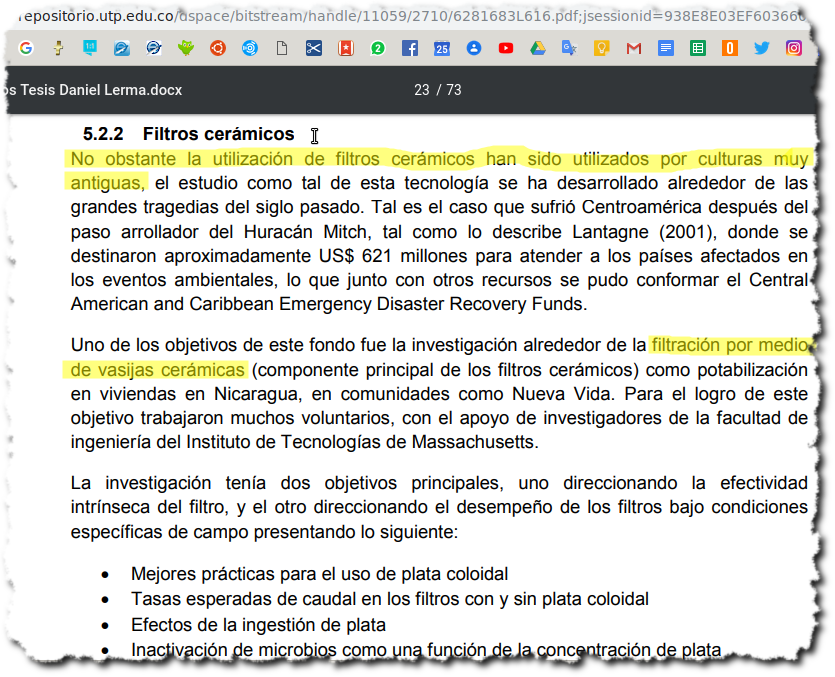 repositorio.utp.edu.co/dspace/bitstream/handle/11059/2710/6281683L616.pdf;jsessionid=938E8E03EF60366
os Tesis Daniel Lerma.docx
23 / 73
5.2.2 Filtros cerámicos
No obstante la utilización de filtros cerámicos han sido utilizados por culturas muy
antiguas, el estudio como tal de esta tecnología se ha desarrollado alrededor de las
grandes tragedias del siglo pasado. Tal es el caso que sufrió Centroamérica después del
paso arrollador del Huracán Mitch, tal como lo describe Lantagne (2001), donde se
destinaron aproximadamente US$ 621 millones para atender a los países afectados en
los eventos ambientales, lo que junto con otros recursos se pudo conformar el Central
American and Caribbean Emergency Disaster Recovery Funds.
Uno de los objetivos de este fondo fue la investigación alrededor de la filtración por medio
de vasijas cerámicas (componente principal de los filtros cerámicos) como potabilización
en viviendas en Nicaragua, en comunidades como Nueva Vida. Para el logro de este
objetivo trabajaron muchos voluntarios, con el apoyo de investigadores de la facultad de
ingeniería del Instituto de Tecnologías de Massachusetts.
La investigación tenía dos objetivos principales, uno direccionando la efectividad
intrínseca del filtro, y el otro direccionando el desempeño de los filtros bajo condiciones
específicas de campo presentando lo siguiente:
• Mejores prácticas para el uso de plata coloidal
• Tasas esperadas de caudal en los filtros con y sin plata coloidal
• Efectos de la ingestión de plata
• Inactivación de microbios como una función de la concentración de plata